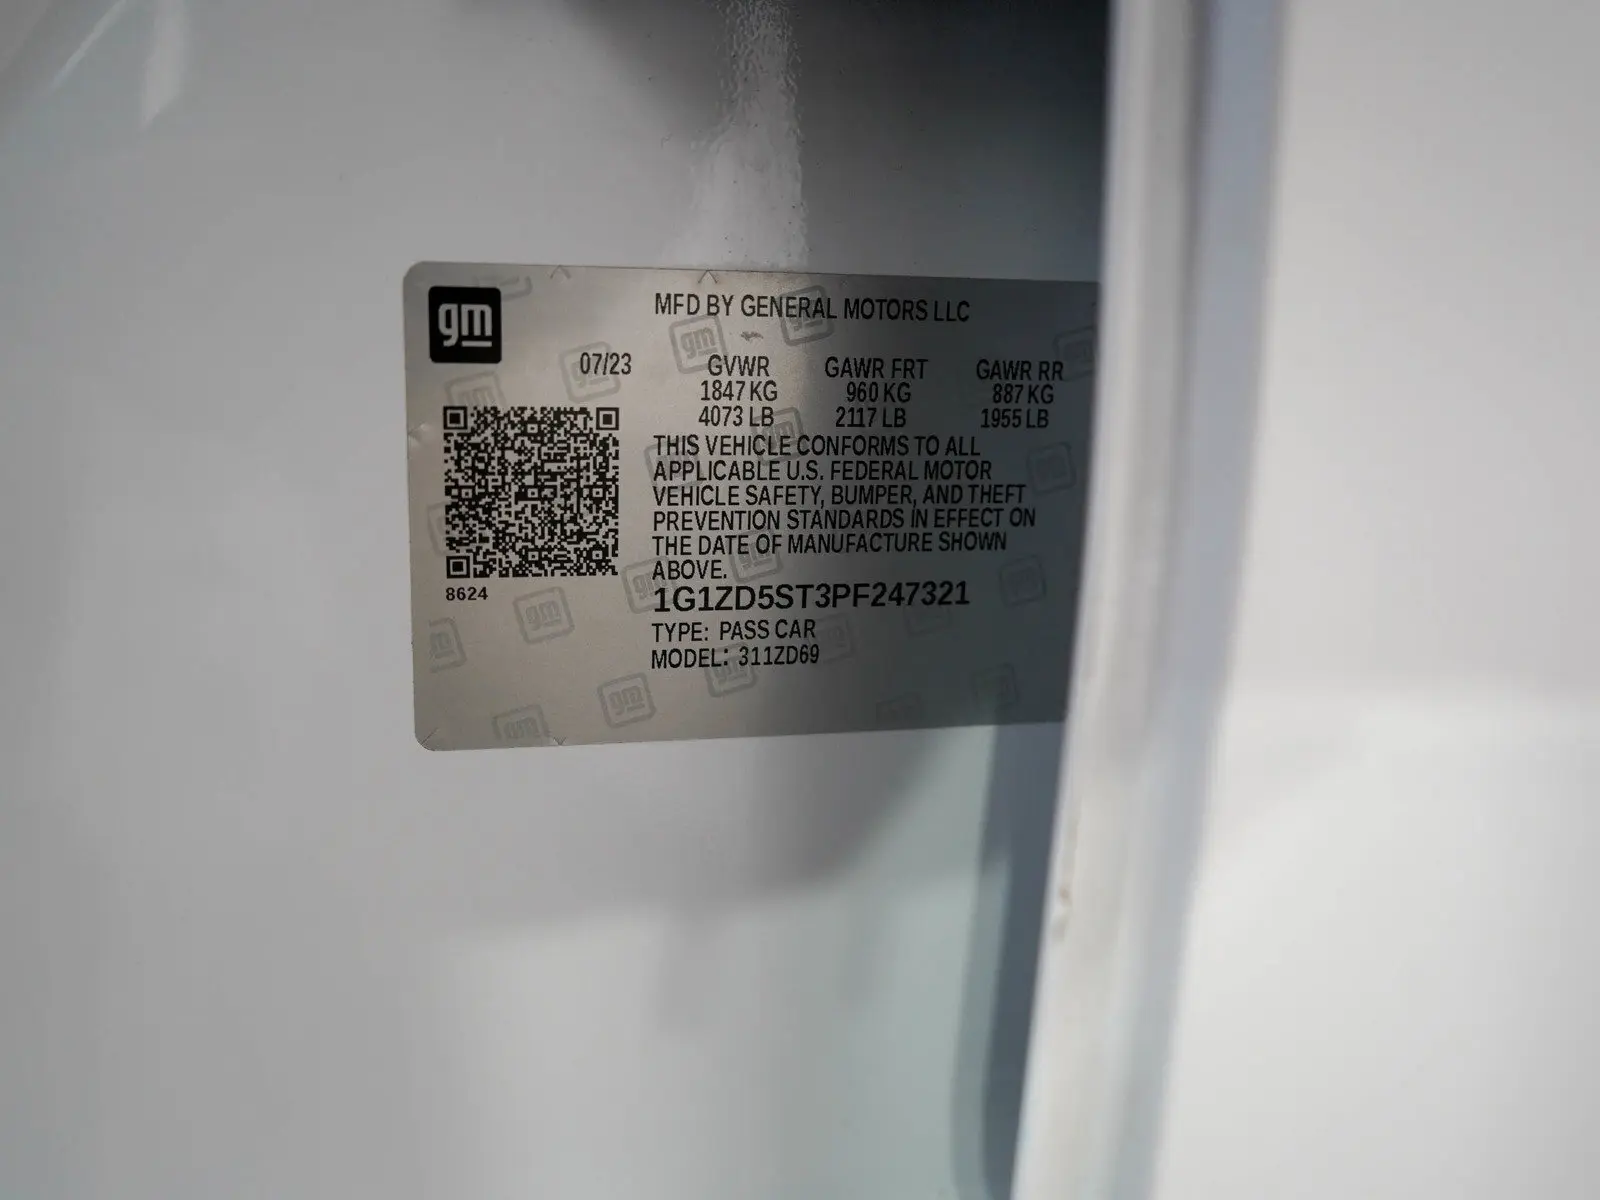 gm
MFD BY GENERAL MOTORS LLC
07/23 GVWR GAWR FRT GAWR RR
1847 KG 960 KG 887 KG
4073 LB 2117 LB 1955 LB
THIS VEHICLE CONFORMS TO ALL
APPLICABLE U.S. FEDERAL MOTOR
VEHICLE SAFETY, BUMPER, AND THEFT
PREVENTION STANDARDS IN EFFECT ON
THE DATE OF MANUFACTURE SHOWN
ABOVE.
8624
1G1ZD5ST3PF247321
TYPE: PASS CAR
MODEL: 311ZD69